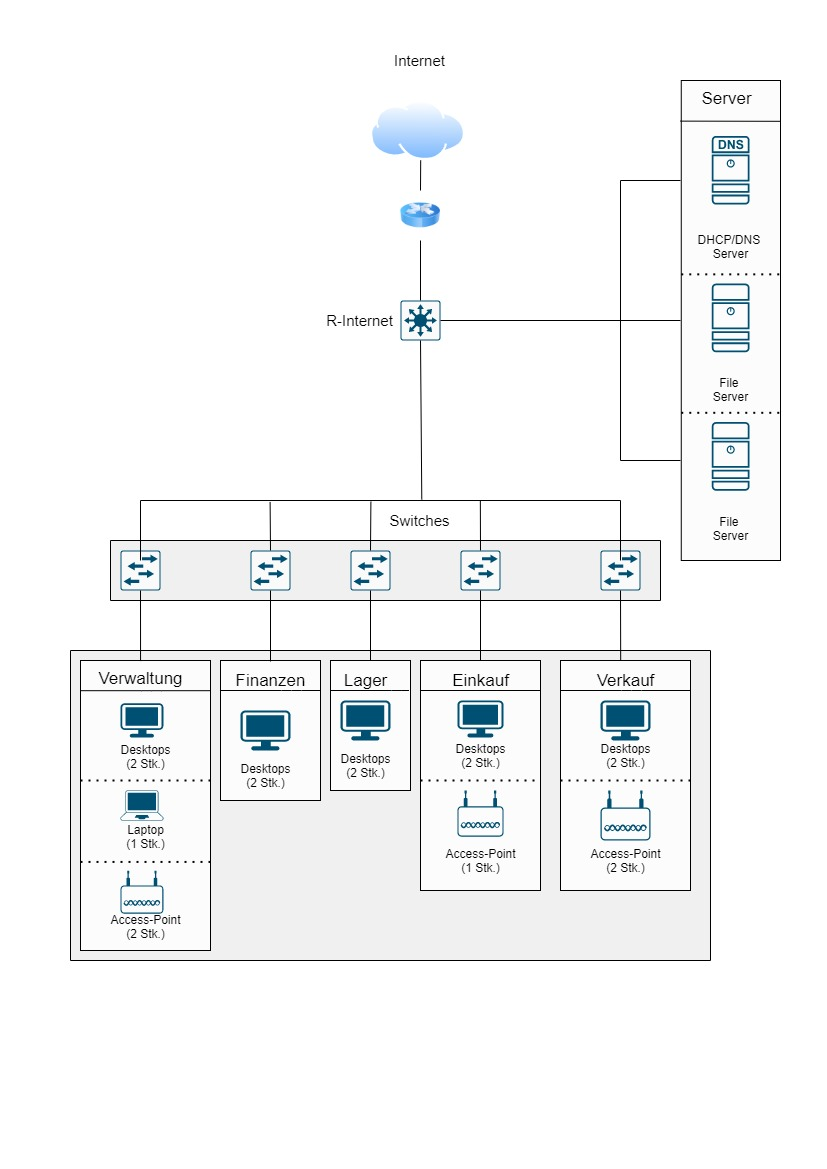 Internet
Server
DNS
DHCP/DNS
Server
R-Internet
File
Server
File
Server
Switches
Verwaltung
Desktops
(2 Stk.)
Laptop
(1 Stk.)
Access-Point
(2 Stk.)
Finanzen
Desktops
(2 Stk.)
Lager
Desktops
(2 Stk.)
Einkauf
Desktops
(2 Stk.)
Access-Point
(1 Stk.)
Verkauf
Desktops
(2 Stk.)
Access-Point
(2 Stk.)